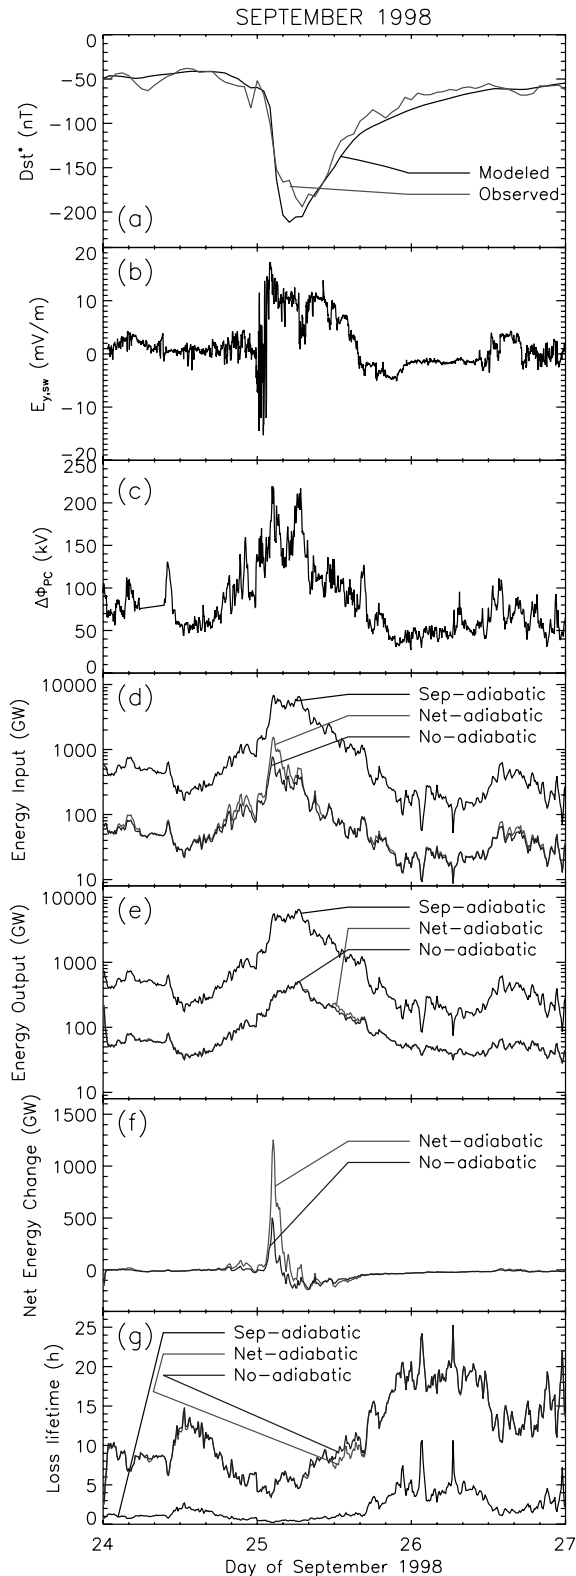 SEPTEMBER 1998
0
−50
−100
−150
−200
Dst* (nT)
Modeled
Observed
(a)
20
10
0
−10
−20
E_y,sw (mV/m)
(b)
250
200
150
100
50
0
ΔΦ_PC (kV)
(c)
10000
1000
100
10
Energy Input (GW)
(d)
Sep−adiabatic
Net−adiabatic
No−adiabatic
10000
1000
100
10
Energy Output (GW)
(e)
Sep−adiabatic
Net−adiabatic
No−adiabatic
1500
1000
500
0
Net Energy Change (GW)
(f)
Net−adiabatic
No−adiabatic
25
20
15
10
5
0
Loss lifetime (h)
(g)
Sep−adiabatic
Net−adiabatic
No−adiabatic
24 25 26 27
Day of September 1998